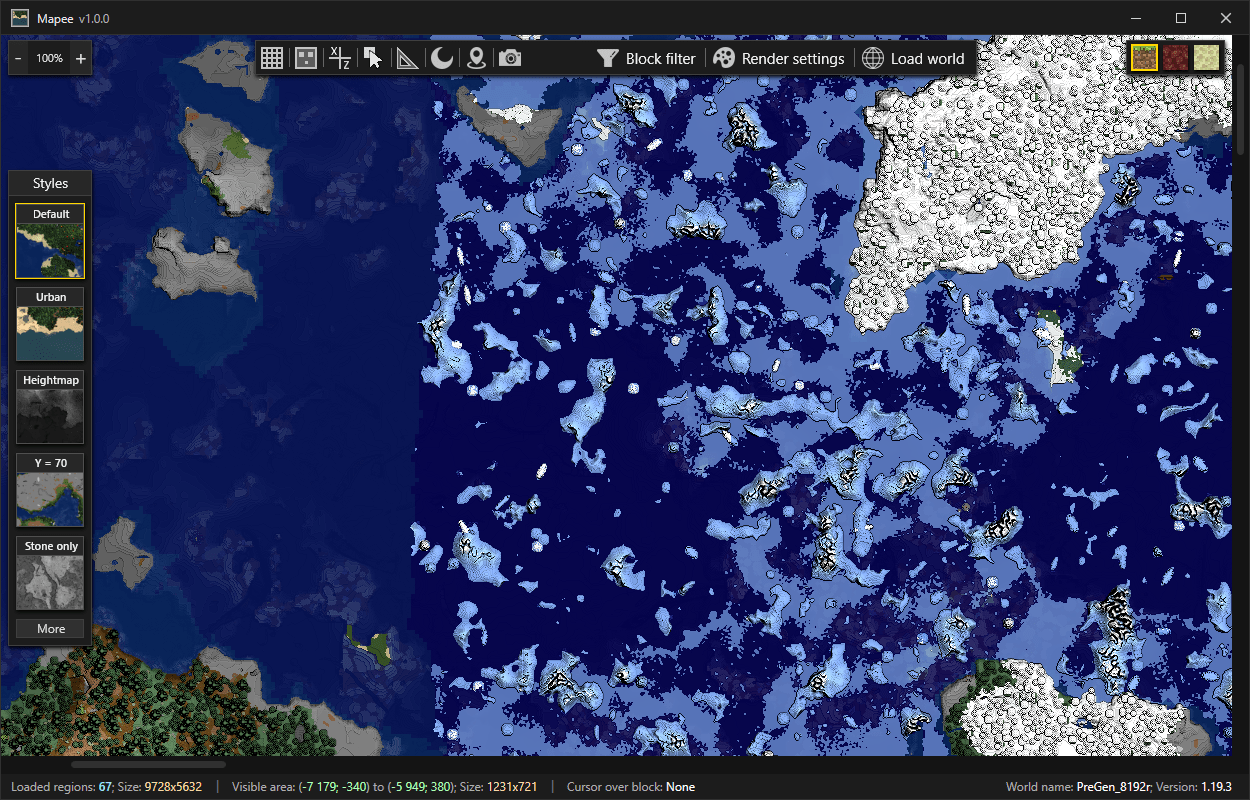 Mapee v1.0.0
- 100% +
X Z
Block filter
Render settings
Load world
Styles
Default
Urban
Heightmap
Y = 70
Stone only
More
Loaded regions: 67; Size: 9728x5632 | Visible area: (-7 179; -340) to (-5 949; 380); Size: 1231x721 | Cursor over block: None
World name: PreGen_8192r; Version: 1.19.3